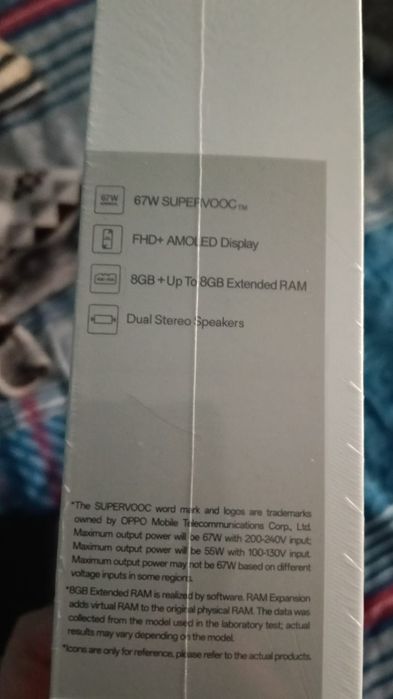 67W
67W SUPERVOOC™
FHD+ AMOLED Display
8GB + Up To 8GB Extended RAM
Dual Stereo Speakers
*The SUPERVOOC word mark and logos are trademarks
owned by OPPO Mobile Telecommunications Corp., Ltd.
Maximum output power will be 67W with 200-240V input;
Maximum output power will be 55W with 100-130V input.
Maximum output power may not be 67W based on different
voltage inputs in some regions.
*8GB Extended RAM is realized by software. RAM Expansion
adds virtual RAM to the original physical RAM. The data was
collected from the model used in the laboratory test; actual
results may vary depending on the model.
*Icons are only for reference, please refer to the actual products.